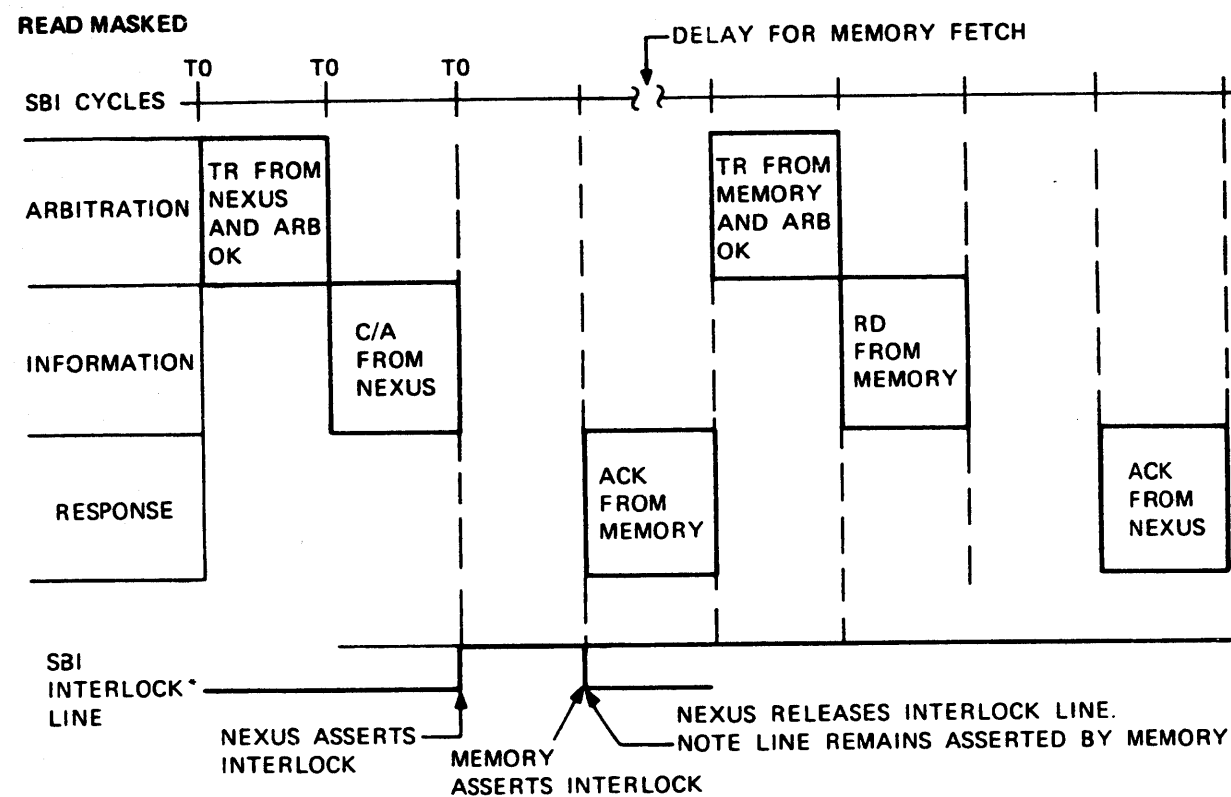 READ MASKED
DELAY FOR MEMORY FETCH
T0 T0 T0
SBI CYCLES
ARBITRATION
TR FROM
NEXUS
AND ARB
OK
TR FROM
MEMORY
AND ARB
OK
INFORMATION
C/A
FROM
NEXUS
RD
FROM
MEMORY
RESPONSE
ACK
FROM
MEMORY
ACK
FROM
NEXUS
SBI
INTERLOCK*
LINE
NEXUS ASSERTS
INTERLOCK
MEMORY
ASSERTS INTERLOCK
NEXUS RELEASES INTERLOCK LINE.
NOTE LINE REMAINS ASSERTED BY MEMORY